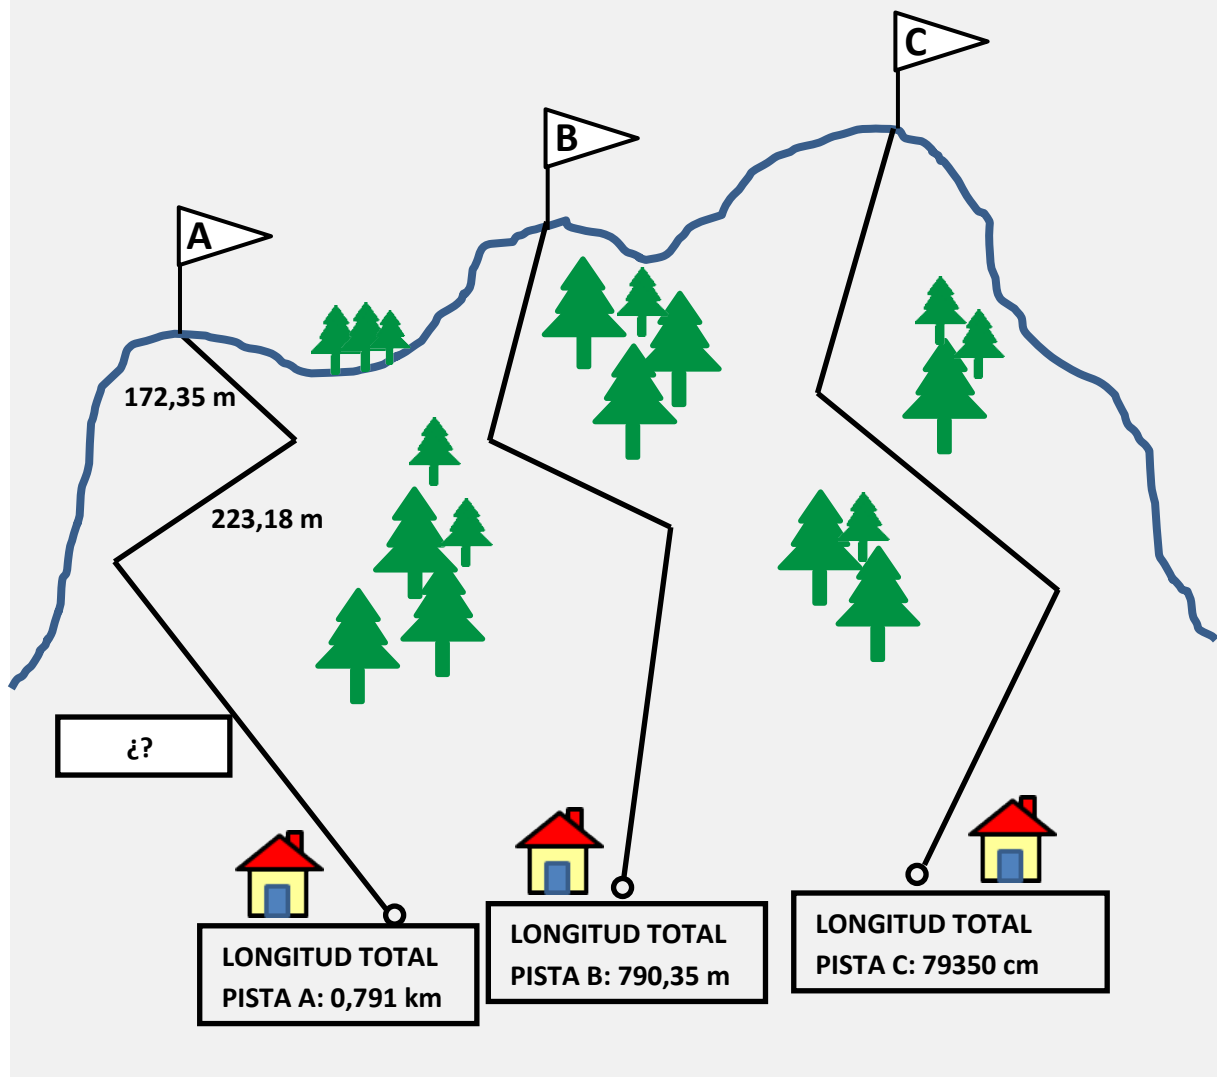 C
B
A
172,35 m
223,18 m
¿?
LONGITUD TOTAL
PISTA A: 0,791 km
LONGITUD TOTAL
PISTA B: 790,35 m
LONGITUD TOTAL
PISTA C: 79350 cm